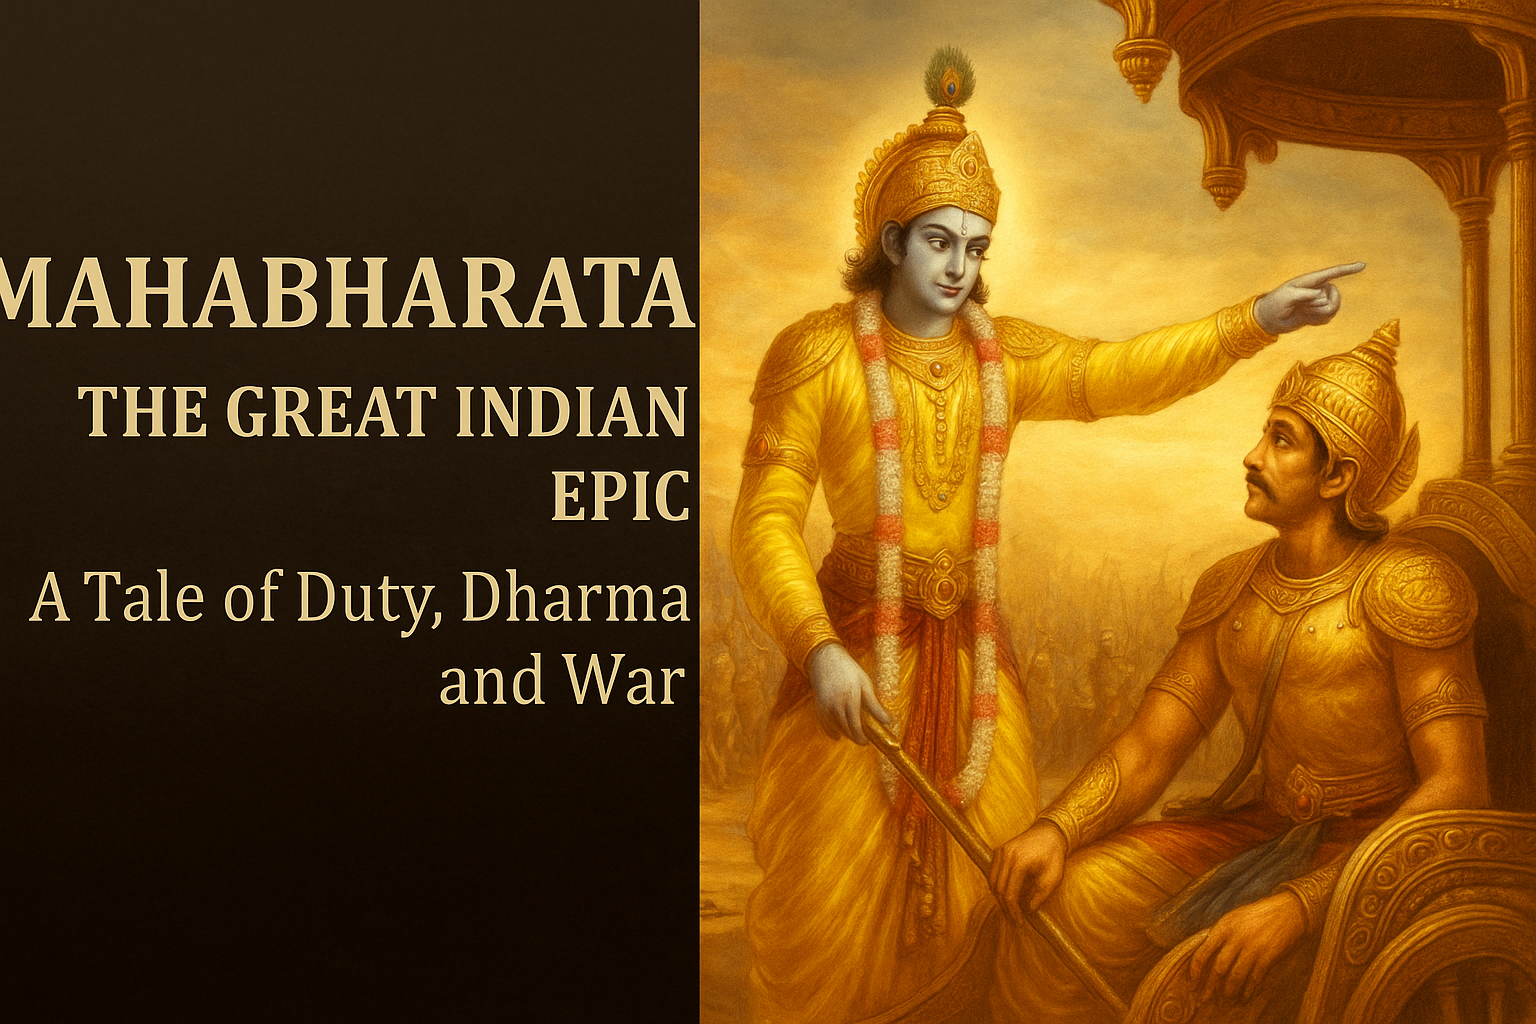 MAHABHARATA
THE GREAT INDIAN
EPIC
A Tale of Duty, Dharma
and War